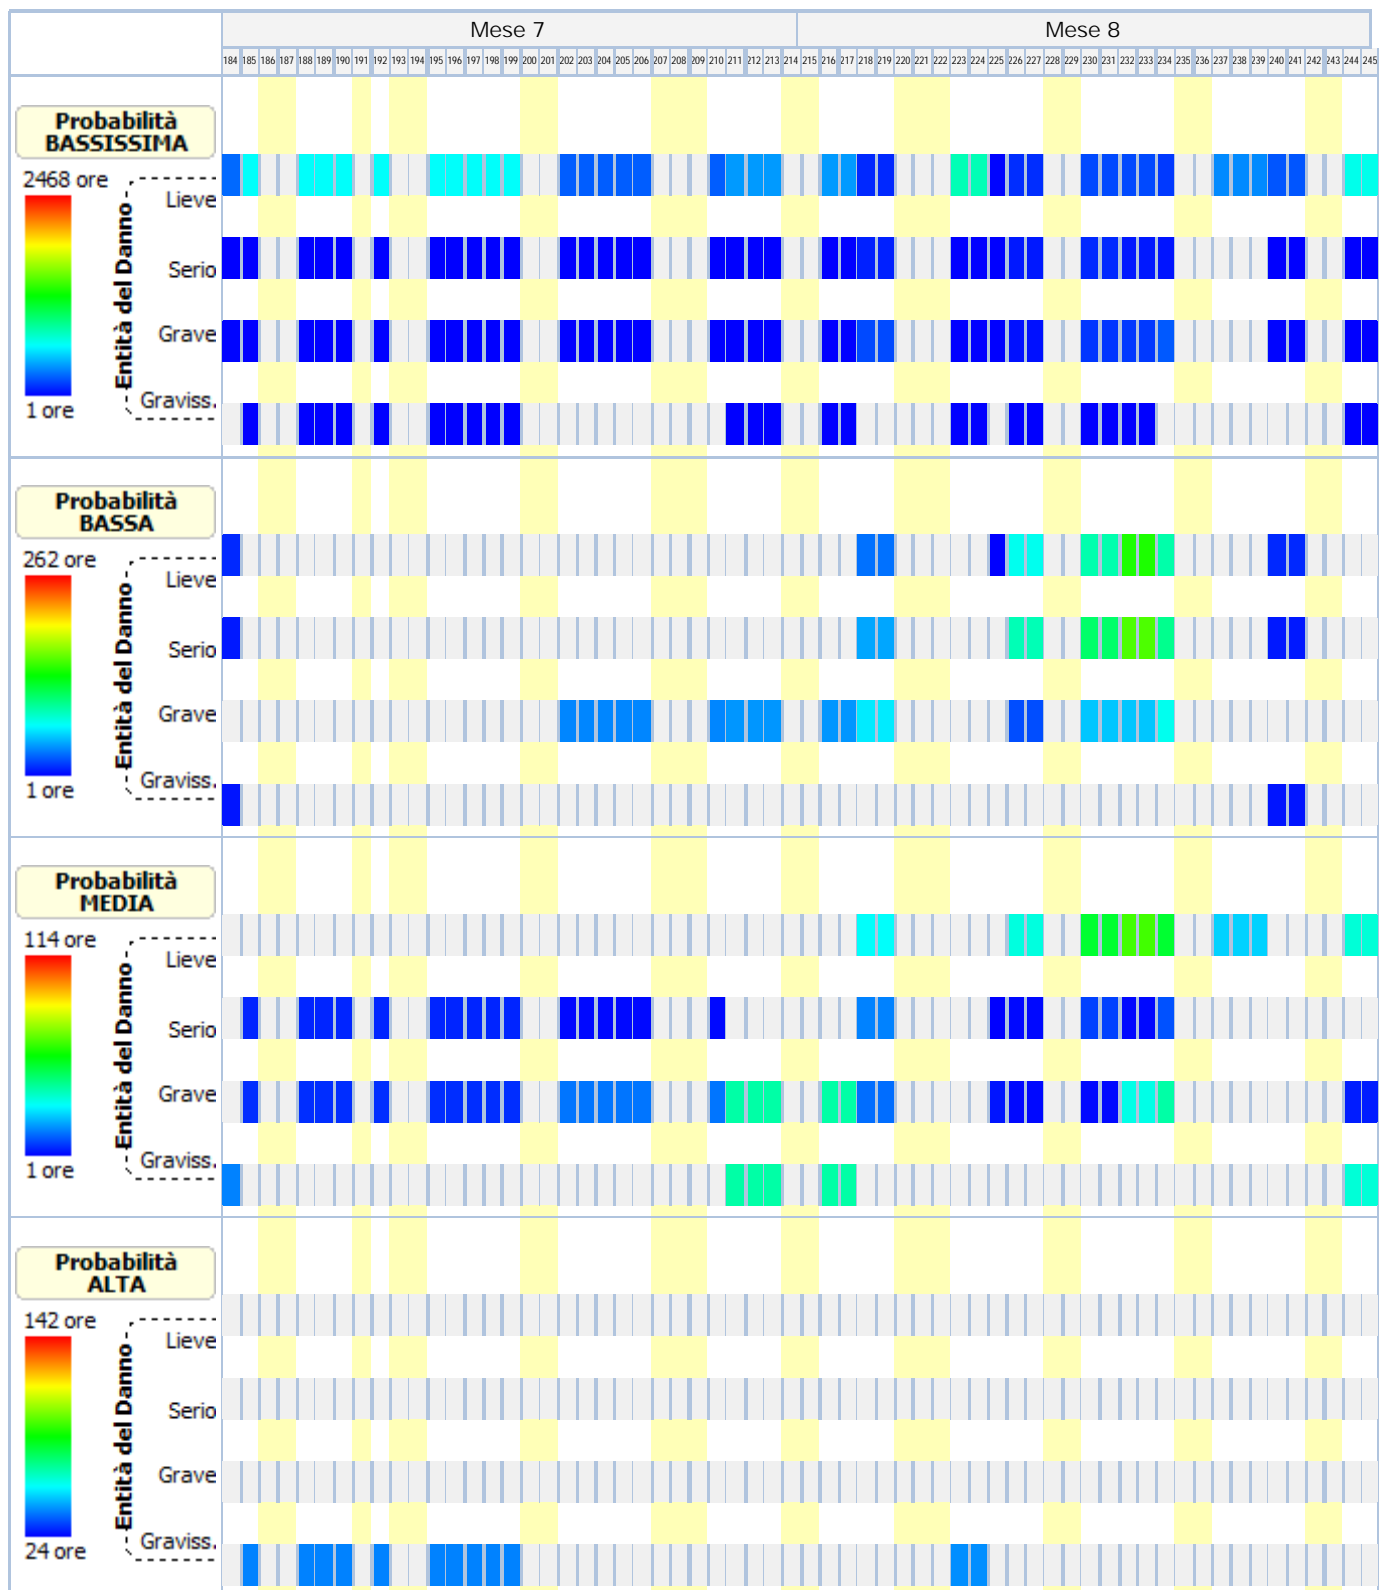 Mese 7 Mese 8
184 185 186 187 188 189 190 191 192 193 194 195 196 197 198 199 200 201 202 203 204 205 206 207 208 209 210 211 212 213 214 215 216 217 218 219 220 221 222 223 224 225 226 227 228 229 230 231 232 233 234 235 236 237 238 239 240 241 242 243 244 245
Probabilità
BASSISSIMA
2468 ore
Lieve
Serio
Grave
Graviss.
1 ore
Entità del Danno
Probabilità
BASSA
262 ore
Lieve
Serio
Grave
Graviss.
1 ore
Entità del Danno
Probabilità
MEDIA
114 ore
Lieve
Serio
Grave
Graviss.
1 ore
Entità del Danno
Probabilità
ALTA
142 ore
Lieve
Serio
Grave
Graviss.
24 ore
Entità del Danno